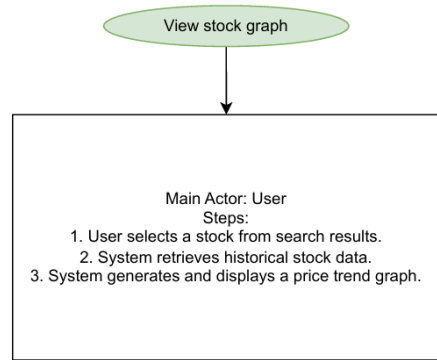 View stock graph
Main Actor: User
Steps:
1. User selects a stock from search results.
2. System retrieves historical stock data.
3. System generates and displays a price trend graph.